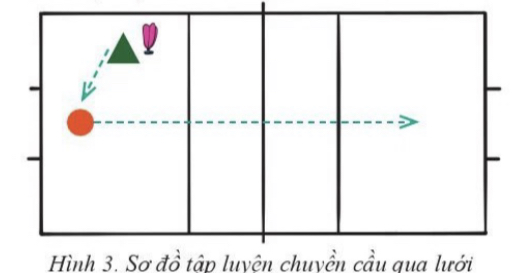 Hình 3. Sơ đồ tập luyện chuyền cầu qua lưới